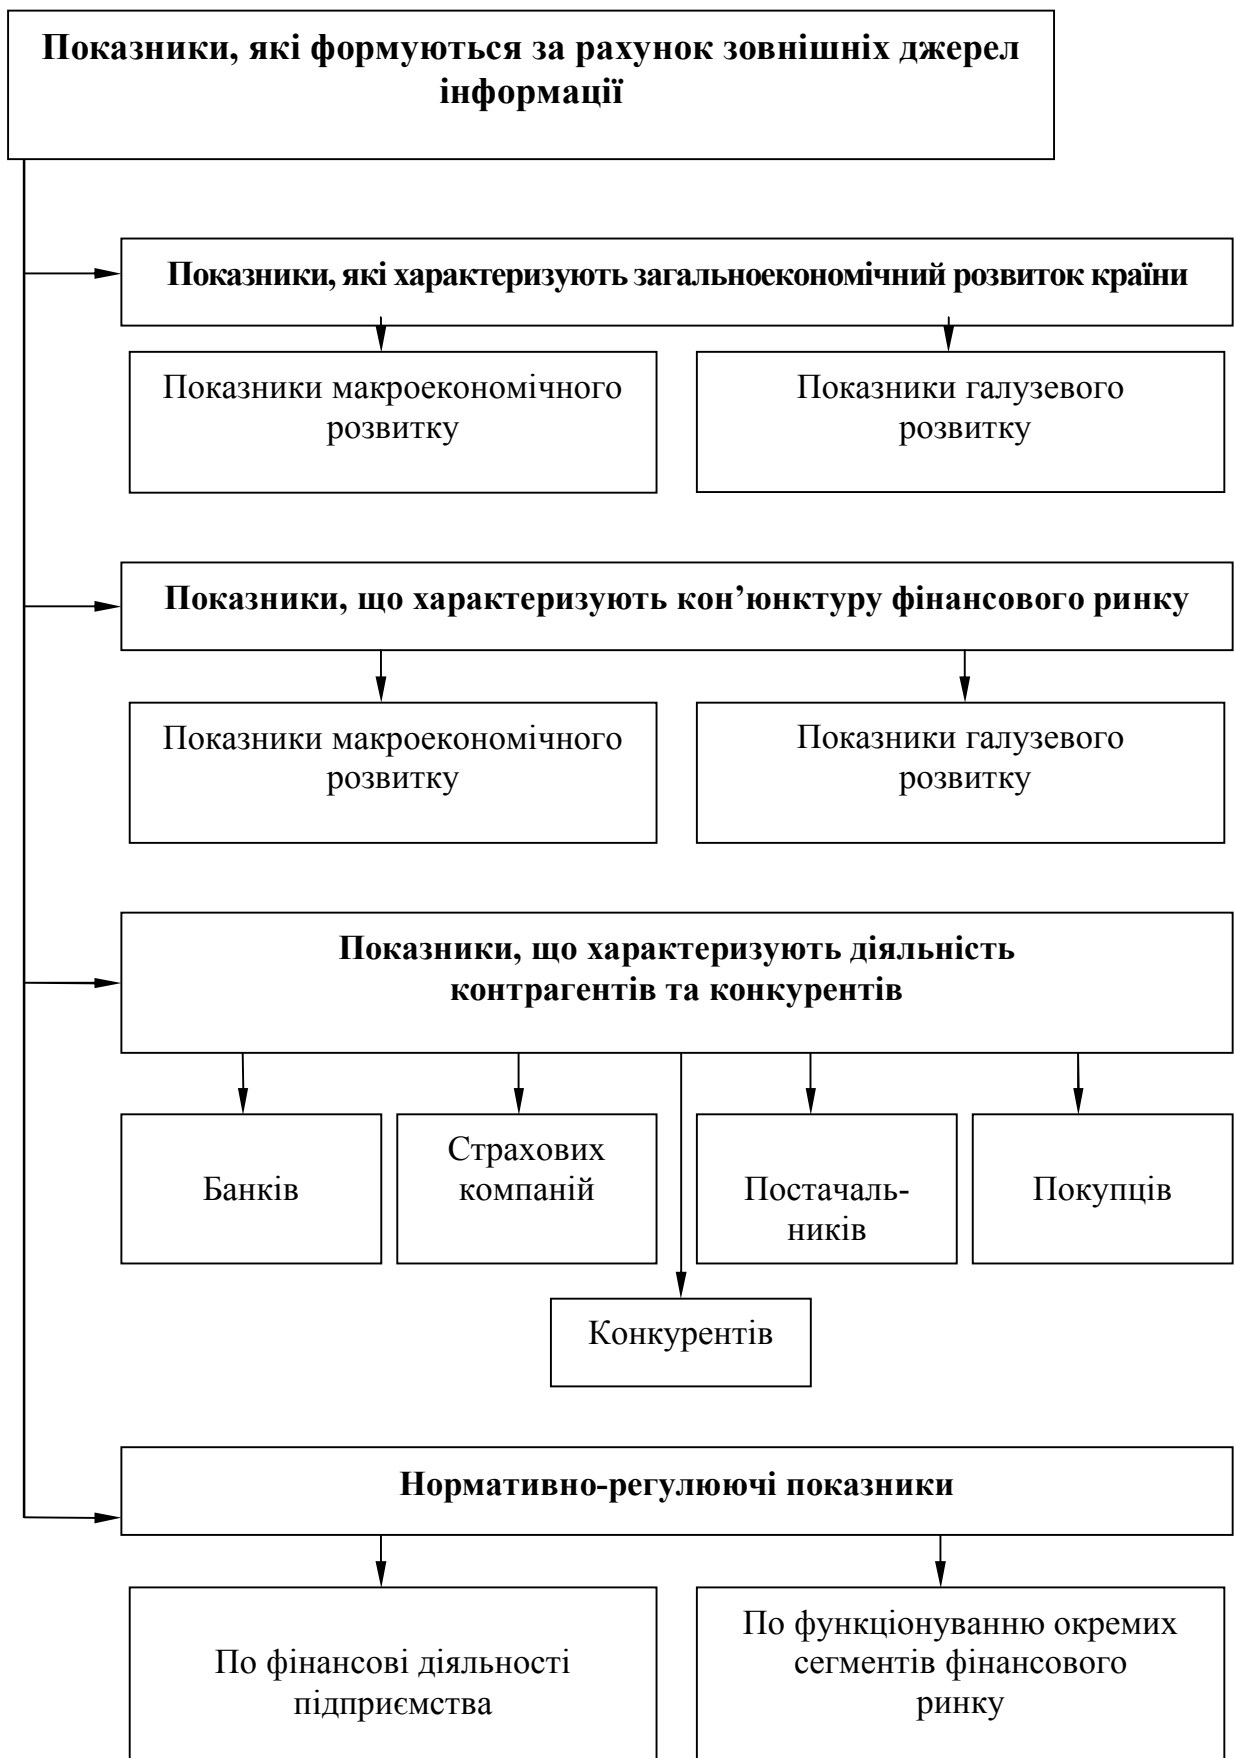 Показники, які формуються за рахунок зовнішніх джерел
інформації
Показники, які характеризують загальноекономічний розвиток країни
Показники макроекономічного
розвитку
Показники галузевого
розвитку
Показники, що характеризують кон’юнктуру фінансового ринку
Показники макроекономічного
розвитку
Показники галузевого
розвитку
Показники, що характеризують діяльність
контрагентів та конкурентів
Банків
Страхових
компаній
Постачаль-
ників
Покупців
Конкурентів
Нормативно-регулюючі показники
По фінансові діяльності
підприємства
По функціонуванню окремих
сегментів фінансового
ринку